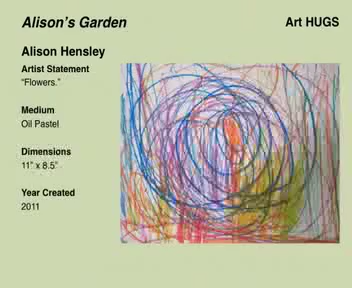 Alison's Garden
Art HUGS
Alison Hensley
Artist Statement
“Flowers.”
Medium
Oil Pastel
Dimensions
11” x 8.5”
Year Created
2011